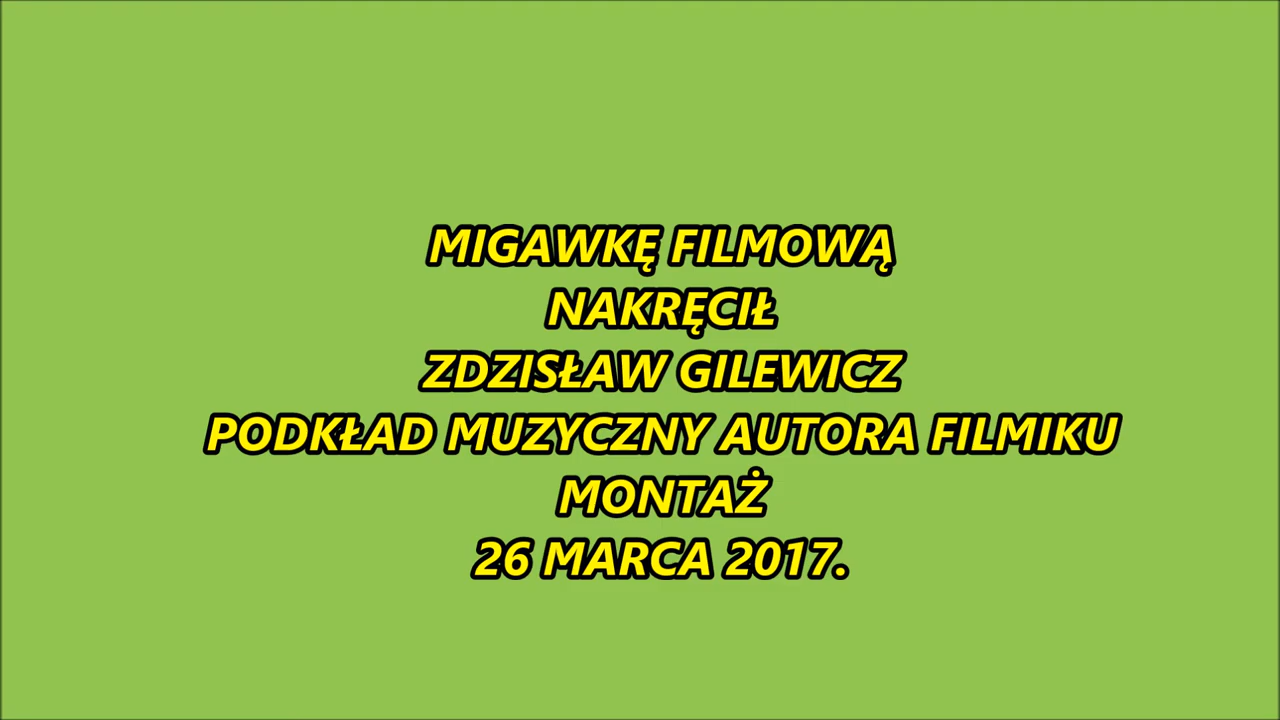 MIGAWKĘ FILMOWĄ
NAKRĘCIŁ
ZDZISŁAW GILEWICZ
PODKŁAD MUZYCZNY AUTORA FILMIKU
MONTAŻ
26 MARCA 2017.